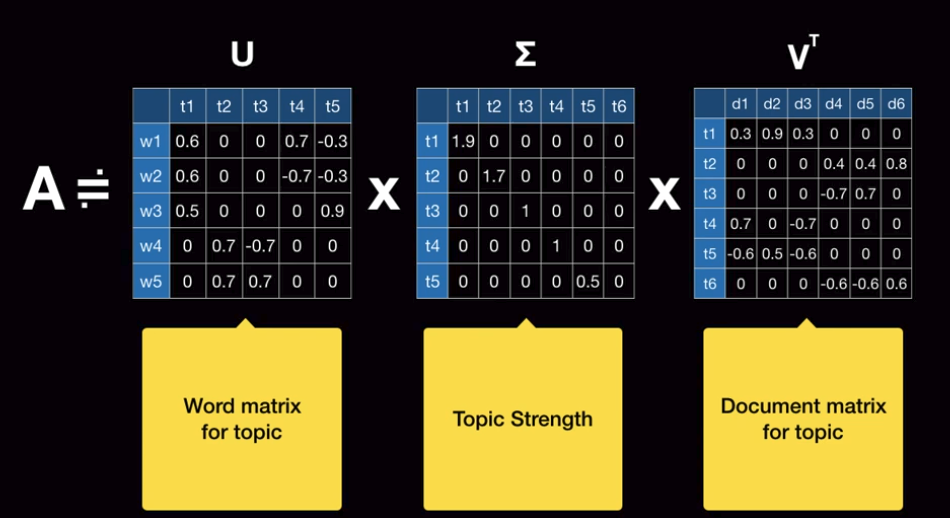 U Σ V^T
A ≒ x x
t1 t2 t3 t4 t5
w1 0.6 0 0 0.7 -0.3
w2 0.6 0 0 -0.7 -0.3
w3 0.5 0 0 0 0.9
w4 0 0.7 -0.7 0 0
w5 0 0.7 0.7 0 0
t1 t2 t3 t4 t5 t6
t1 1.9 0 0 0 0 0
t2 0 1.7 0 0 0 0
t3 0 0 1 0 0 0
t4 0 0 0 1 0 0
t5 0 0 0 0 0.5 0
d1 d2 d3 d4 d5 d6
t1 0.3 0.9 0.3 0 0 0
t2 0 0 0 0.4 0.4 0.8
t3 0 0 0 -0.7 0.7 0
t4 0.7 0 -0.7 0 0 0
t5 -0.6 0.5 -0.6 0 0 0
t6 0 0 0 -0.6 -0.6 0.6
Word matrix
for topic
Topic Strength
Document matrix
for topic